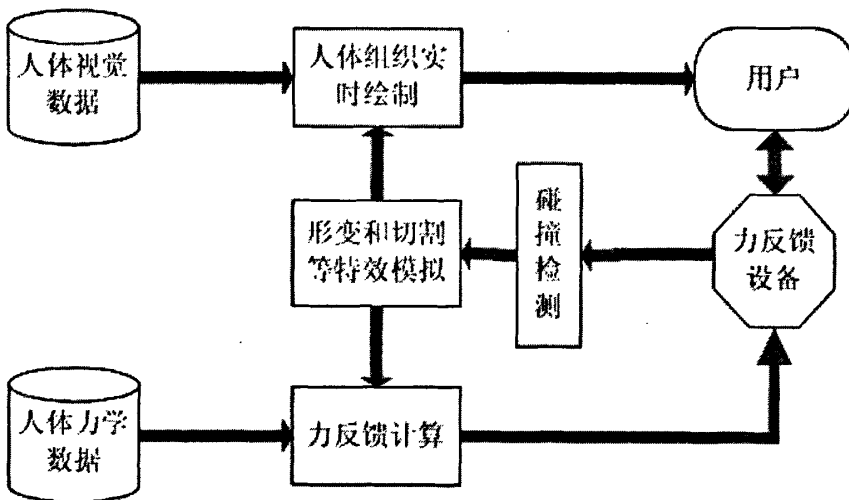 人体视觉
数据
人体组织实
时绘制
用户
形变和切割
等特效模拟
碰
撞
检
测
力反馈
设备
人体力学
数据
力反馈计算